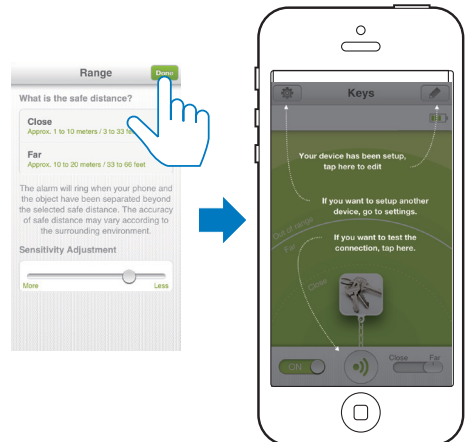 Range
Done
What is the safe distance?
Close
Approx. 1 to 10 meters / 3 to 33
Far
Approx. 10 to 20 meters / 33 to 66 feet
The alarm will ring when your phone and
the object have been separated beyond
the selected safe distance. The accuracy
of safe distance may vary according to
the surrounding environment.
Sensitivity Adjustment
More
Less
Keys
Your device has been setup,
tap here to edit
If you want to setup another
device, go to settings.
If you want to test the
connection, tap here.
Out of range
Far
Close
ON
Close
Far